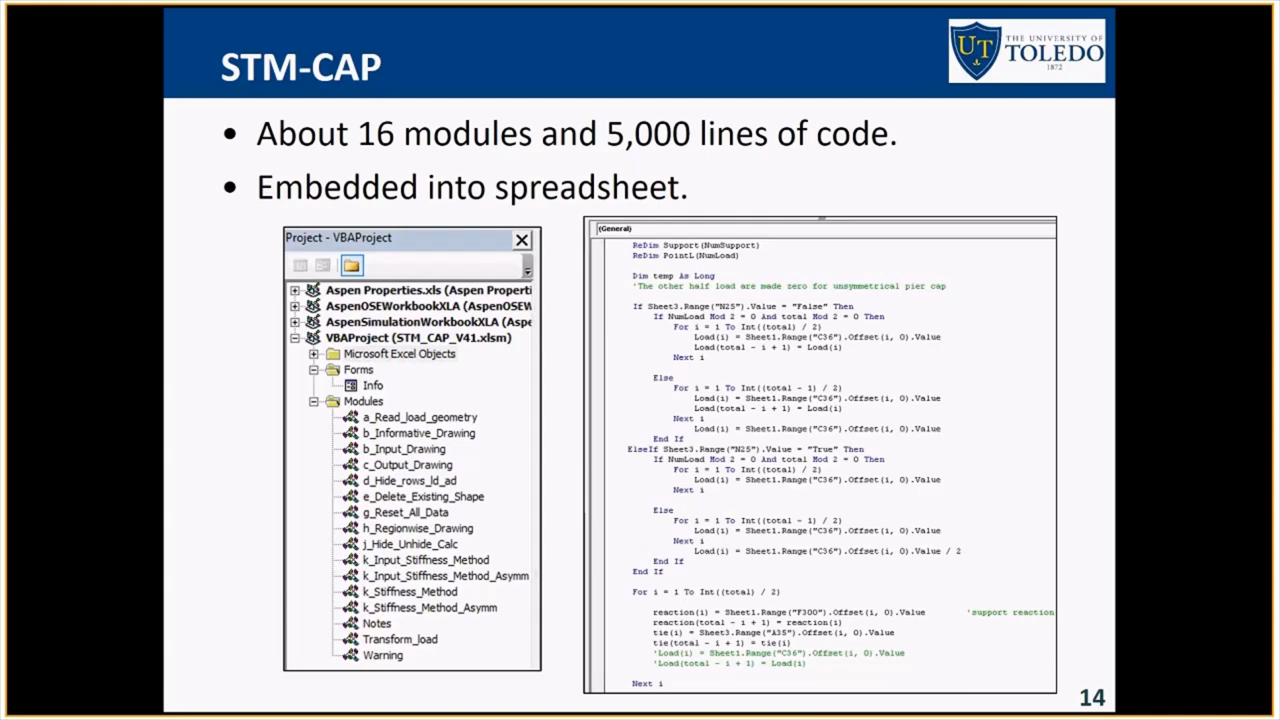 STM-CAP
UT
THE UNIVERSITY OF
TOLEDO
1872
• About 16 modules and 5,000 lines of code.
• Embedded into spreadsheet.
Project - VBAProject
Aspen Properties.xls (Aspen Properti
AspenOSEWorkbookXLA (AspenOSEW
AspenSimulationWorkbookXLA (Aspe
VBAProject (STM_CAP_V41.xlsm)
Microsoft Excel Objects
Forms
Info
Modules
a_Read_load_geometry
b_Informative_Drawing
b_Input_Drawing
c_Output_Drawing
d_Hide_rows_ld_ad
e_Delete_Existing_Shape
g_Reset_All_Data
h_Regionwise_Drawing
j_Hide_Unhide_Calc
k_Input_Stiffness_Method
k_Input_Stiffness_Method_Asymm
k_Stiffness_Method
k_Stiffness_Method_Asymm
Notes
Transform_load
Warning
(General)
ReDim Support(NumSupport)
ReDim PointL(NumLoad)
Dim temp As Long
'The other half load are made zero for unsymmetrical pier cap
If Sheet3.Range("N25").Value = "False" Then
If NumLoad Mod 2 = 0 And total Mod 2 = 0 Then
For i = 1 To Int((total) / 2)
Load(i) = Sheet1.Range("C36").Offset(i, 0).Value
Load(total - i + 1) = Load(i)
Next i
Else
For i = 1 To Int((total - 1) / 2)
Load(i) = Sheet1.Range("C36").Offset(i, 0).Value
Load(total - i + 1) = Load(i)
Next i
Load(i) = Sheet1.Range("C36").Offset(i, 0).Value
End If
ElseIf Sheet3.Range("N25").Value = "True" Then
If NumLoad Mod 2 = 0 And total Mod 2 = 0 Then
For i = 1 To Int((total) / 2)
Load(i) = Sheet1.Range("C36").Offset(i, 0).Value
Next i
Else
For i = 1 To Int((total - 1) / 2)
Load(i) = Sheet1.Range("C36").Offset(i, 0).Value
Next i
Load(i) = Sheet1.Range("C36").Offset(i, 0).Value / 2
End If
End If
For i = 1 To Int((total) / 2)
reaction(i) = Sheet1.Range("F300").Offset(i, 0).Value 'support reaction
reaction(total - i + 1) = reaction(i)
tie(i) = Sheet3.Range("A35").Offset(i, 0).Value
tie(total - i + 1) = tie(i)
'Load(i) = Sheet1.Range("C36").Offset(i, 0).Value
'Load(total - i + 1) = Load(i)
Next i
14